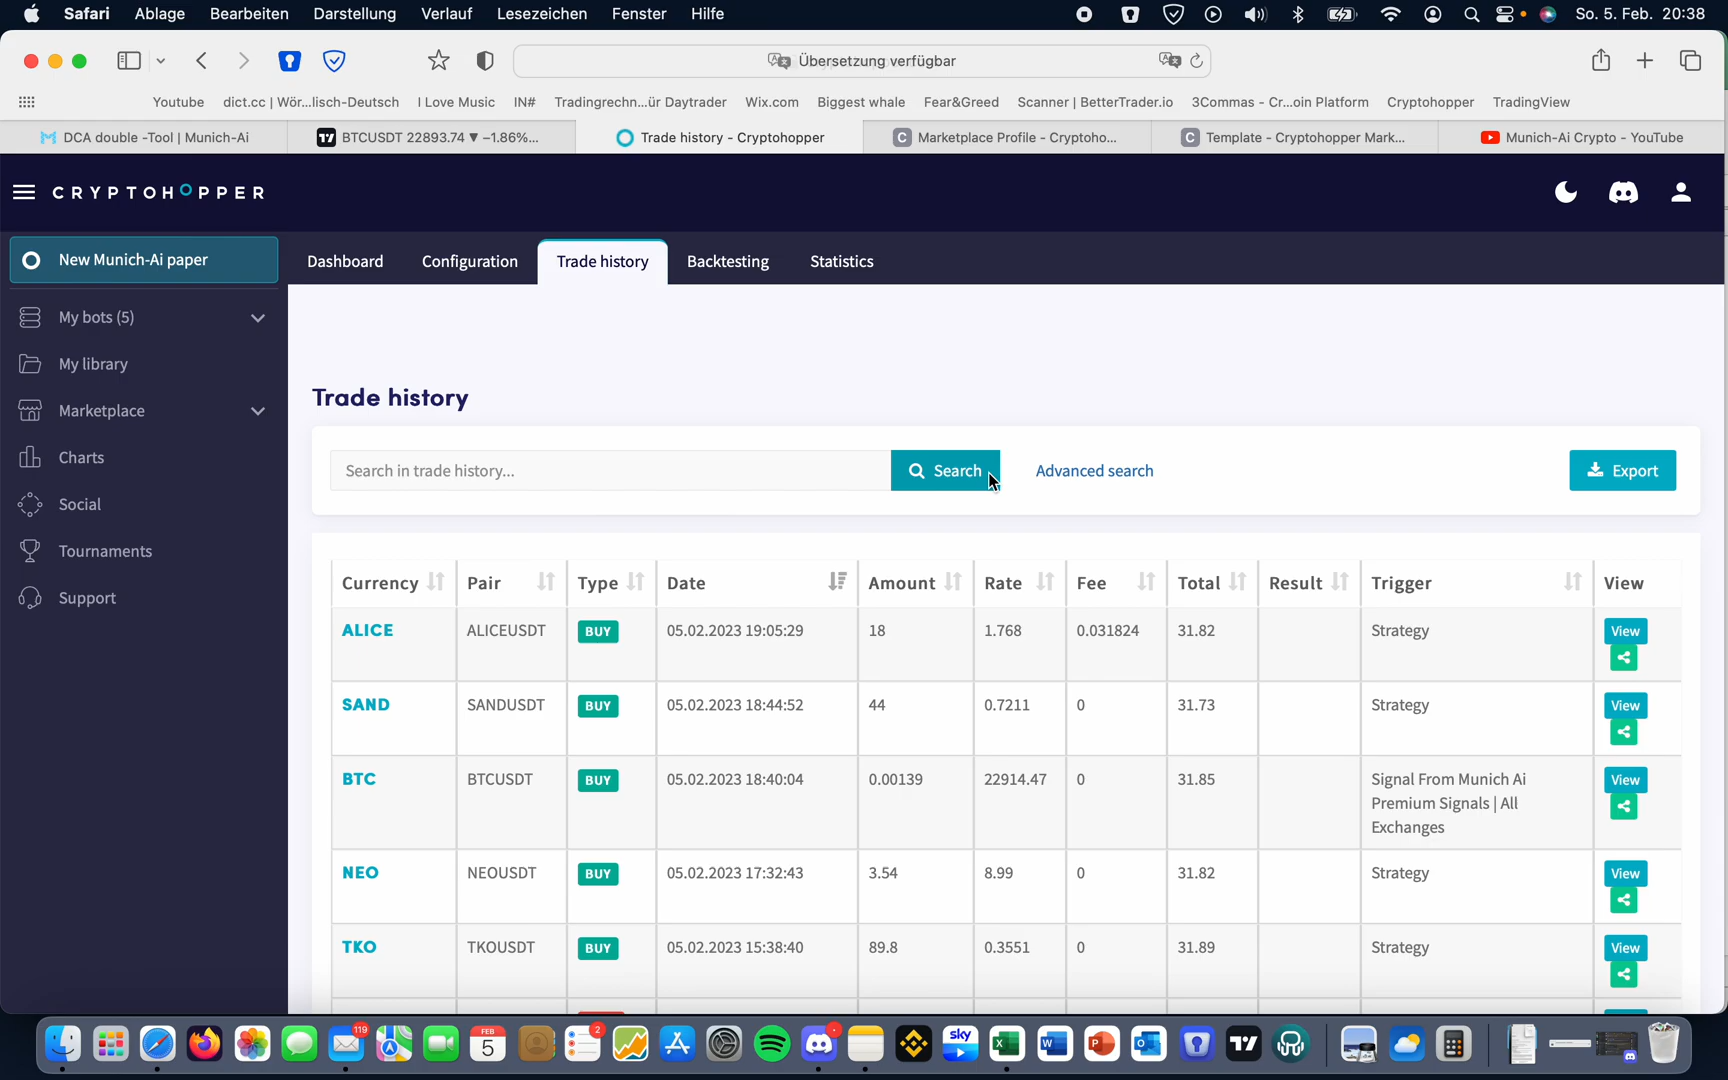 Safari Ablage Bearbeiten Darstellung Verlauf Lesezeichen Fenster Hilfe So. 5. Feb. 20:38
Übersetzung verfügbar
Youtube dict.cc | Wör...lisch-Deutsch I Love Music IN# Tradingrechn...ür Daytrader Wix.com Biggest whale Fear&Greed Scanner | BetterTrader.io 3Commas - Cr...oin Platform Cryptohopper TradingView
DCA double -Tool | Munich-Ai BTCUSDT 22893.74 ▼ −1.86%... Trade history - Cryptohopper Marketplace Profile - Cryptoho... Template - Cryptohopper Mark... Munich-Ai Crypto - YouTube
CRYPTOHOPPER
New Munich-Ai paper
Dashboard Configuration Trade history Backtesting Statistics
My bots (5)
My library
Marketplace
Charts
Social
Tournaments
Support
Trade history
Search in trade history... Search Advanced search Export
Currency Pair Type Date Amount Rate Fee Total Result Trigger View
ALICE ALICEUSDT BUY 05.02.2023 19:05:29 18 1.768 0.031824 31.82 Strategy View
SAND SANDUSDT BUY 05.02.2023 18:44:52 44 0.7211 0 31.73 Strategy View
BTC BTCUSDT BUY 05.02.2023 18:40:04 0.00139 22914.47 0 31.85 Signal From Munich Ai View
Premium Signals | All
Exchanges
NEO NEOUSDT BUY 05.02.2023 17:32:43 3.54 8.99 0 31.82 Strategy View
TKO TKOUSDT BUY 05.02.2023 15:38:40 89.8 0.3551 0 31.89 Strategy View
119
FEB
5
2
sky